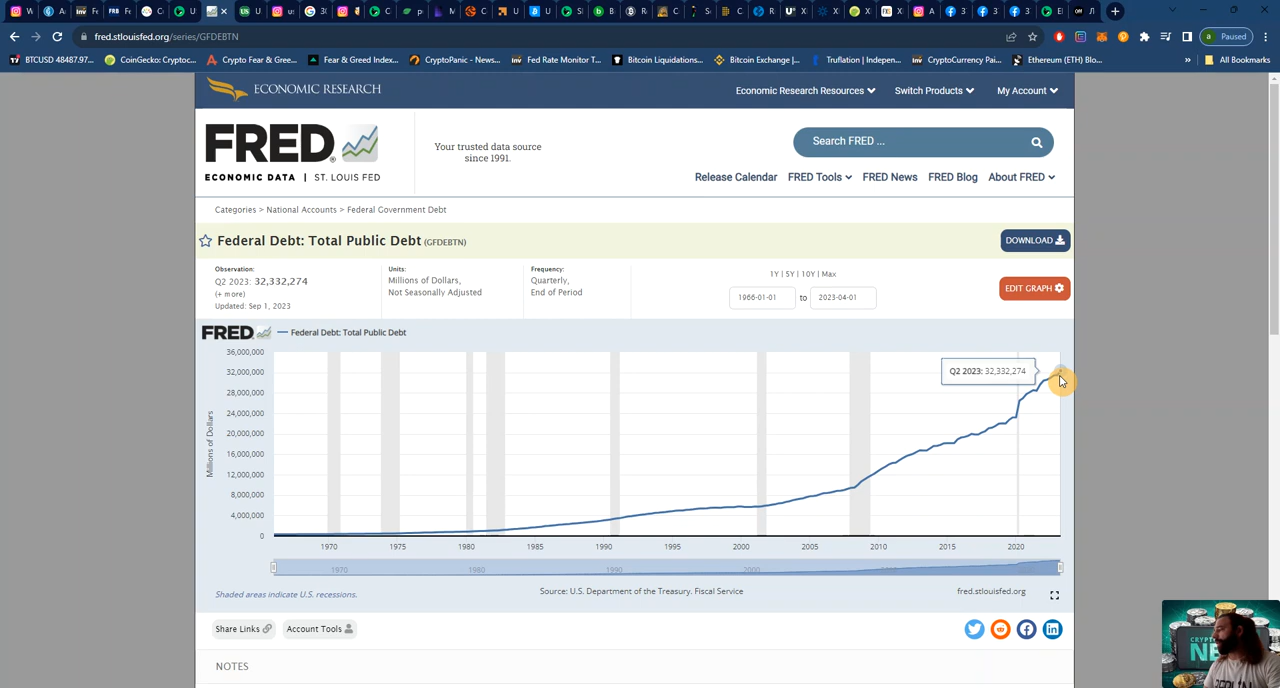 fred.stlouisfed.org/series/GFDEBTN
Paused
BTCUSD 48487.97...
CoinGecko: Cryptoc...
Crypto Fear & Gree...
Fear & Greed Index...
CryptoPanic - News...
Fed Rate Monitor T...
Bitcoin Liquidations...
Bitcoin Exchange |...
Truflation | Indepen...
CryptoCurrency Pai...
Ethereum (ETH) Blo...
All Bookmarks
ECONOMIC RESEARCH
Economic Research Resources
Switch Products
My Account
FRED
ECONOMIC DATA | ST. LOUIS FED
Your trusted data source
since 1991.
Search FRED ...
Release Calendar
FRED Tools
FRED News
FRED Blog
About FRED
Categories > National Accounts > Federal Government Debt
Federal Debt: Total Public Debt (GFDEBTN)
DOWNLOAD
Observation:
Q2 2023: 32,332,274
(+ more)
Updated: Sep 1, 2023
Units:
Millions of Dollars,
Not Seasonally Adjusted
Frequency:
Quarterly,
End of Period
1Y | 5Y | 10Y | Max
1966-01-01 to 2023-04-01
EDIT GRAPH
FRED
Federal Debt: Total Public Debt
36,000,000
32,000,000
28,000,000
24,000,000
20,000,000
16,000,000
12,000,000
8,000,000
4,000,000
0
Millions of Dollars
Q2 2023: 32,332,274
1970 1975 1980 1985 1990 1995 2000 2005 2010 2015 2020
1970 1980 1990 2000
Shaded areas indicate U.S. recessions.
Source: U.S. Department of the Treasury. Fiscal Service
fred.stlouisfed.org
Share Links
Account Tools
NOTES